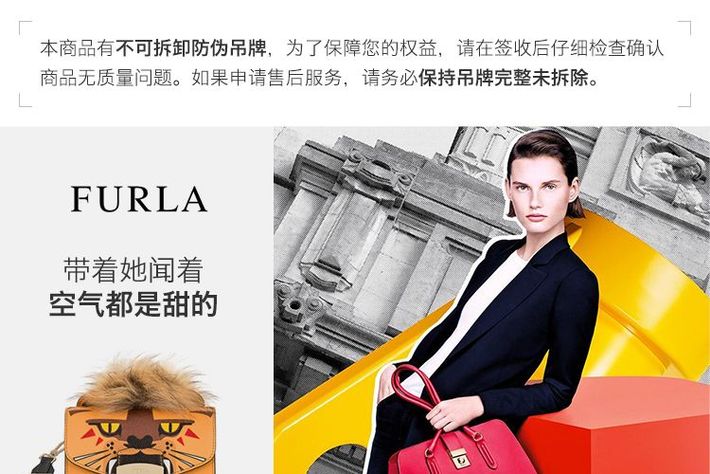 本商品有不可拆卸防伪吊牌，为了保障您的权益，请在签收后仔细检查确认
商品无质量问题。如果申请售后服务，请务必保持吊牌完整未拆除。
FURLA
带着她闻着
空气都是甜的